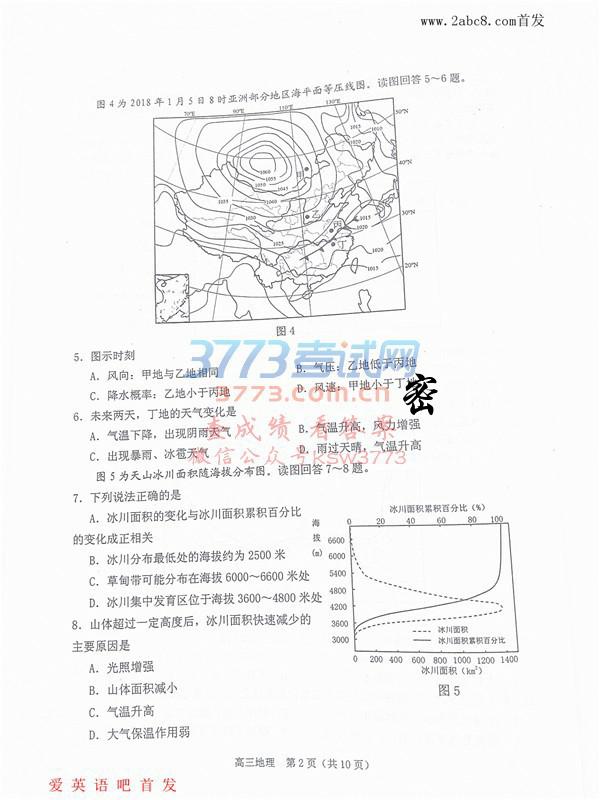 www.2abc8.com首发
图4为2018年1月5日8时亚洲部分地区海平面等压线图。读图回答5～6题。
70°E 90°E 110°E 130°E 150°E
50°N
40°N
30°N
20°N
1060
1055
1050
1045
1030
1025
1020
1015
甲
乙
丙
丁
图4
3773考试网
3773.com.cn
查成绩 看答案
微信公众号ksw3773
密
5．图示时刻
A．风向：甲地与乙地相同 B．气压：乙地低于丙地
C．降水概率：乙地小于丙地 D．风速：甲地小于丁地
6．未来两天，丁地的天气变化是
A．气温下降，出现阴雨天气 B．气温升高，风力增强
C．出现暴雨、冰雹天气 D．雨过天晴，气温升高
图5为天山冰川面积随海拔分布图。读图回答7～8题。
7．下列说法正确的是
A．冰川面积的变化与冰川面积累积百分比
的变化成正相关
B．冰川分布最低处的海拔约为2500米
C．草甸带可能分布在海拔6000～6600米处
D．冰川集中发育区位于海拔3600～4800米处
8．山体超过一定高度后，冰川面积快速减少的
主要原因是
A．光照增强
B．山体面积减小
C．气温升高
D．大气保温作用弱
冰川面积累积百分比（%）
0 20 40 60 80 100
海拔(m)
6600
6000
5400
4800
4200
3600
3000
冰川面积
冰川面积累积百分比
0 200 400 600 800 1000 1200 1400
冰川面积（km²）
图5
高三地理 第2页（共10页）
爱英语吧首发